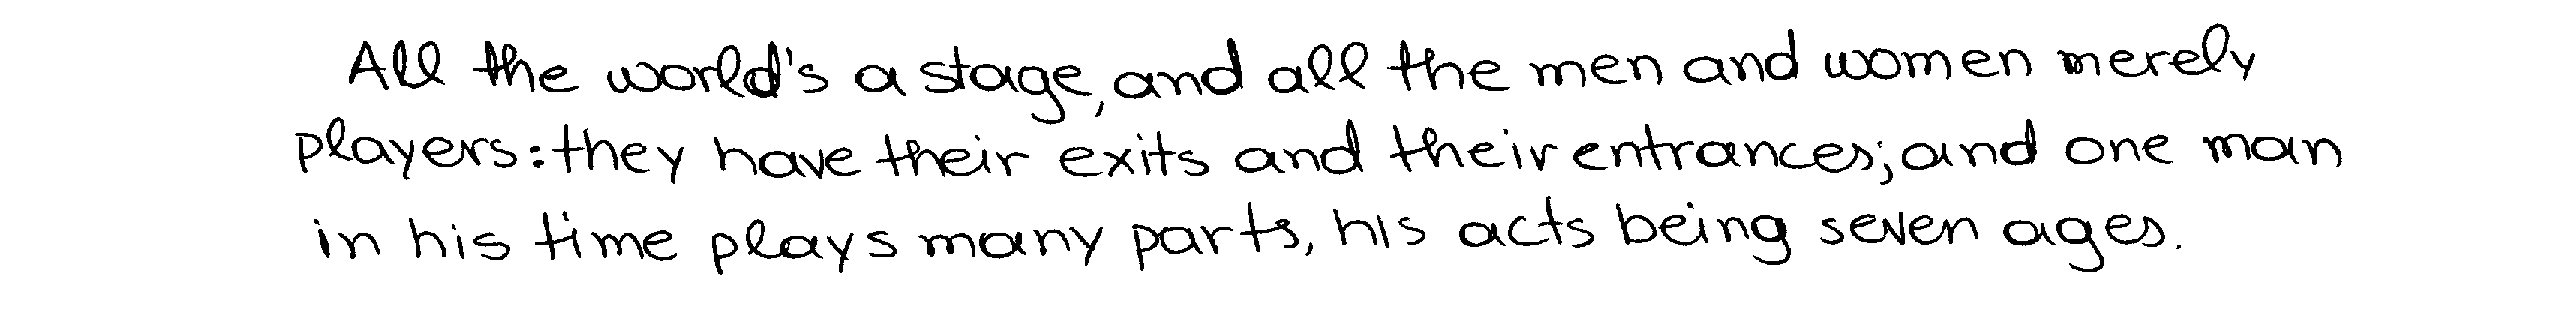 All the world's a stage, and all the men and women merely
players: they have their exits and their entrances; and one man
in his time plays many parts, his acts being seven ages.